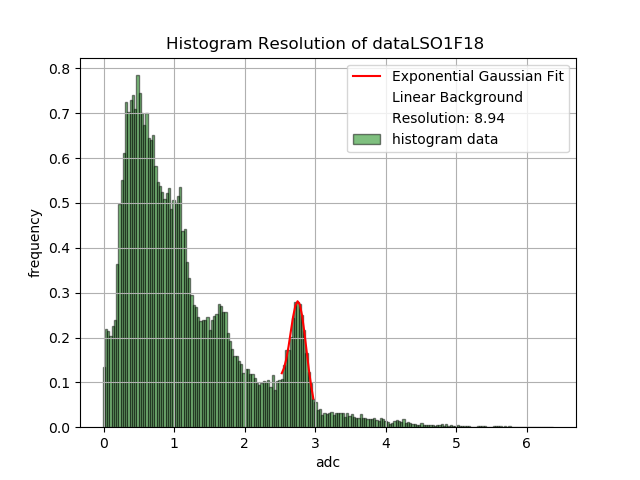 Histogram Resolution of dataLSO1F18
Exponential Gaussian Fit
Linear Background
Resolution: 8.94
histogram data
frequency
0.8
0.7
0.6
0.5
0.4
0.3
0.2
0.1
0.0
0 1 2 3 4 5 6
adc